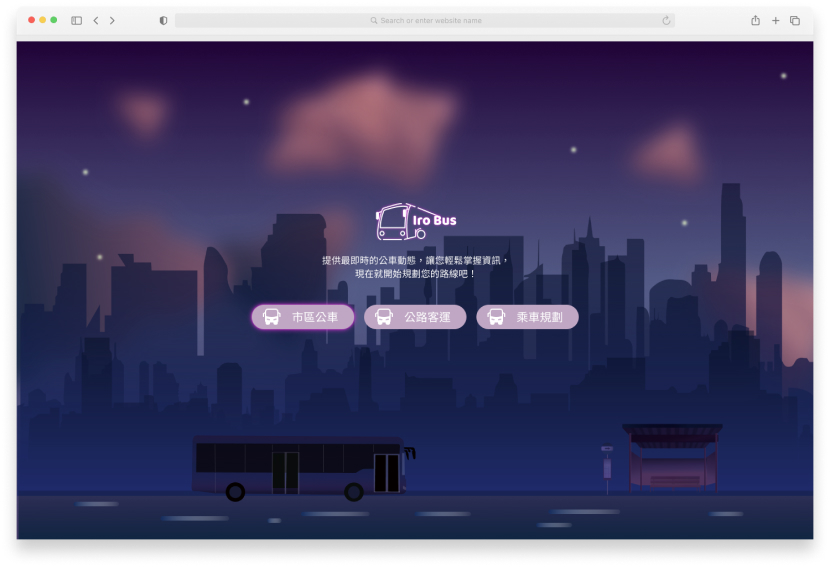 Search or enter website name
Iro Bus
提供最即時的公車動態，讓您輕鬆掌握資訊，
現在就開始規劃您的路線吧！
市區公車
公路客運
乘車規劃